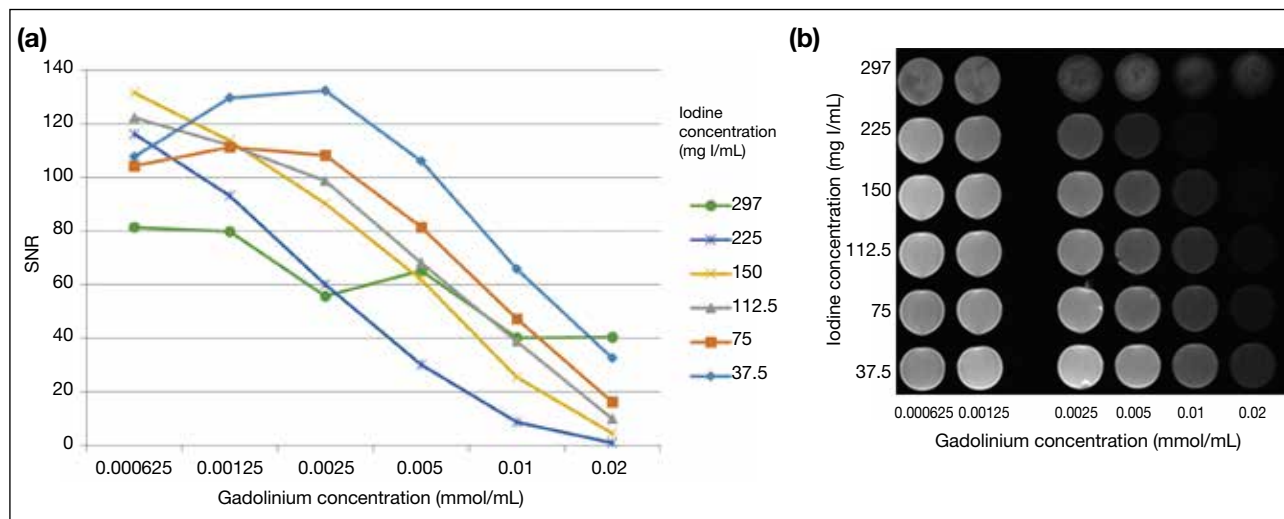 (a)
SNR
140
120
100
80
60
40
20
0
0.000625 0.00125 0.0025 0.005 0.01 0.02
Gadolinium concentration (mmol/mL)
Iodine
concentration
(mg I/mL)
297
225
150
112.5
75
37.5
(b)
Iodine concentration (mg I/mL)
297
225
150
112.5
75
37.5
0.000625 0.00125 0.0025 0.005 0.01 0.02
Gadolinium concentration (mmol/mL)